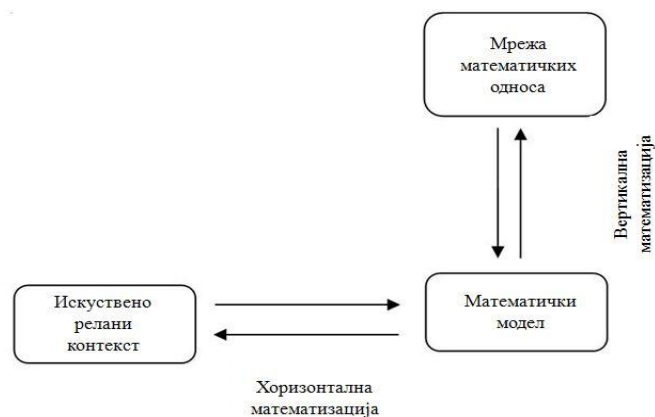 Мрежа
математичких
односа
Вертикална
математизација
Искуствено
релани
контекст
Математички
модел
Хоризонтална
математизација